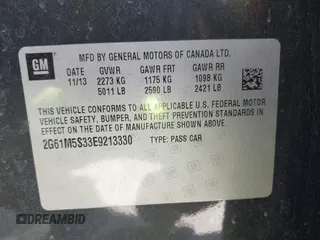 GM
MFD BY GENERAL MOTORS OF CANADA LTD.
DATE GVWR GAWR FRT GAWR RR
11/13 2273 KG 1175 KG 1098 KG
5011 LB 2590 LB 2421 LB
THIS VEHICLE CONFORMS TO ALL APPLICABLE U.S. FEDERAL MOTOR
VEHICLE SAFETY, BUMPER, AND THEFT PREVENTION STANDARDS
IN EFFECT ON THE DATE OF MANUFACTURE SHOWN ABOVE.
2G61M5S33E9213330 TYPE: PASS CAR
BIDINFO